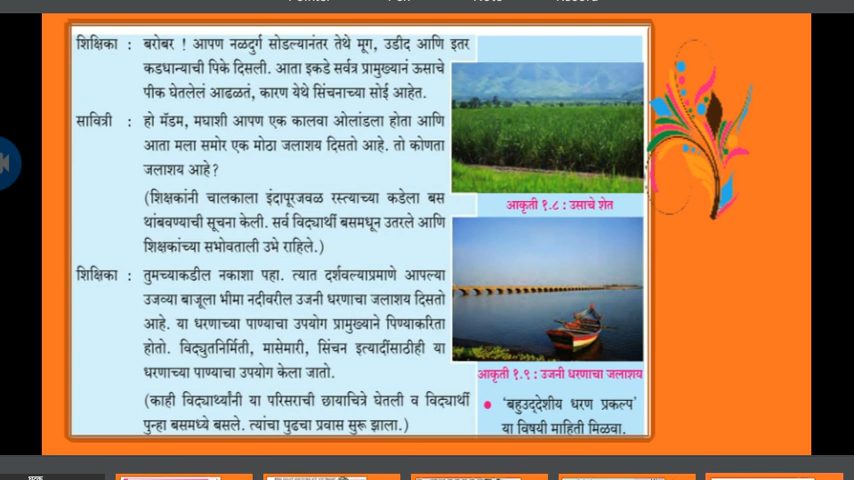 शिक्षिका : बरोबर ! आपण नळदुर्ग सोडल्यानंतर तेथे मूग, उडीद आणि इतर
कडधान्याची पिके दिसली. आता इकडे सर्वत्र प्रामुख्यानं ऊसाचे
पीक घेतलेलं आढळतं, कारण येथे सिंचनाच्या सोई आहेत.
सावित्री : हो मॅडम, मघाशी आपण एक कालवा ओलांडला होता आणि
आता मला समोर एक मोठा जलाशय दिसतो आहे. तो कोणता
जलाशय आहे?
(शिक्षकांनी चालकाला इंदापूरजवळ रस्त्याच्या कडेला बस
थांबवण्याची सूचना केली. सर्व विद्यार्थी बसमधून उतरले आणि
शिक्षकांच्या सभोवताली उभे राहिले.)
शिक्षिका : तुमच्याकडील नकाशा पहा. त्यात दर्शवल्याप्रमाणे आपल्या
उजव्या बाजूला भीमा नदीवरील उजनी धरणाचा जलाशय दिसतो
आहे. या धरणाच्या पाण्याचा उपयोग प्रामुख्याने पिण्याकरिता
होतो. विद्युतनिर्मिती, मासेमारी, सिंचन इत्यादींसाठीही या
धरणाच्या पाण्याचा उपयोग केला जातो.
(काही विद्यार्थ्यांनी या परिसराची छायाचित्रे घेतली व विद्यार्थी
पुन्हा बसमध्ये बसले. त्यांचा पुढचा प्रवास सुरू झाला.)
आकृती १.८ : उसाचे शेत
आकृती १.९ : उजनी धरणाचा जलाशय
• 'बहुउद्देशीय धरण प्रकल्प'
या विषयी माहिती मिळवा.